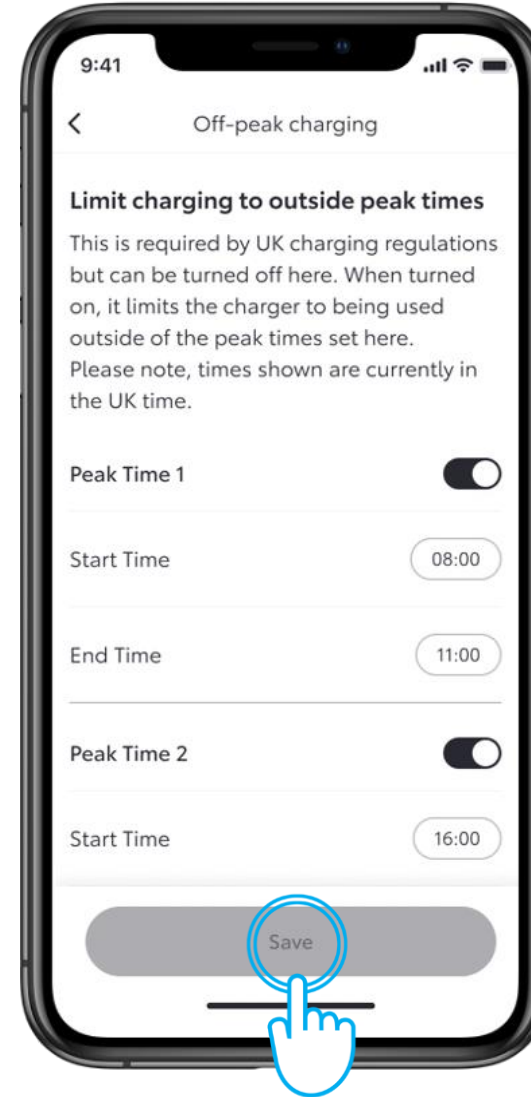 9:41
Off-peak charging
Limit charging to outside peak times
This is required by UK charging regulations
but can be turned off here. When turned
on, it limits the charger to being used
outside of the peak times set here.
Please note, times shown are currently in
the UK time.
Peak Time 1
Start Time 08:00
End Time 11:00
Peak Time 2
Start Time 16:00
Save